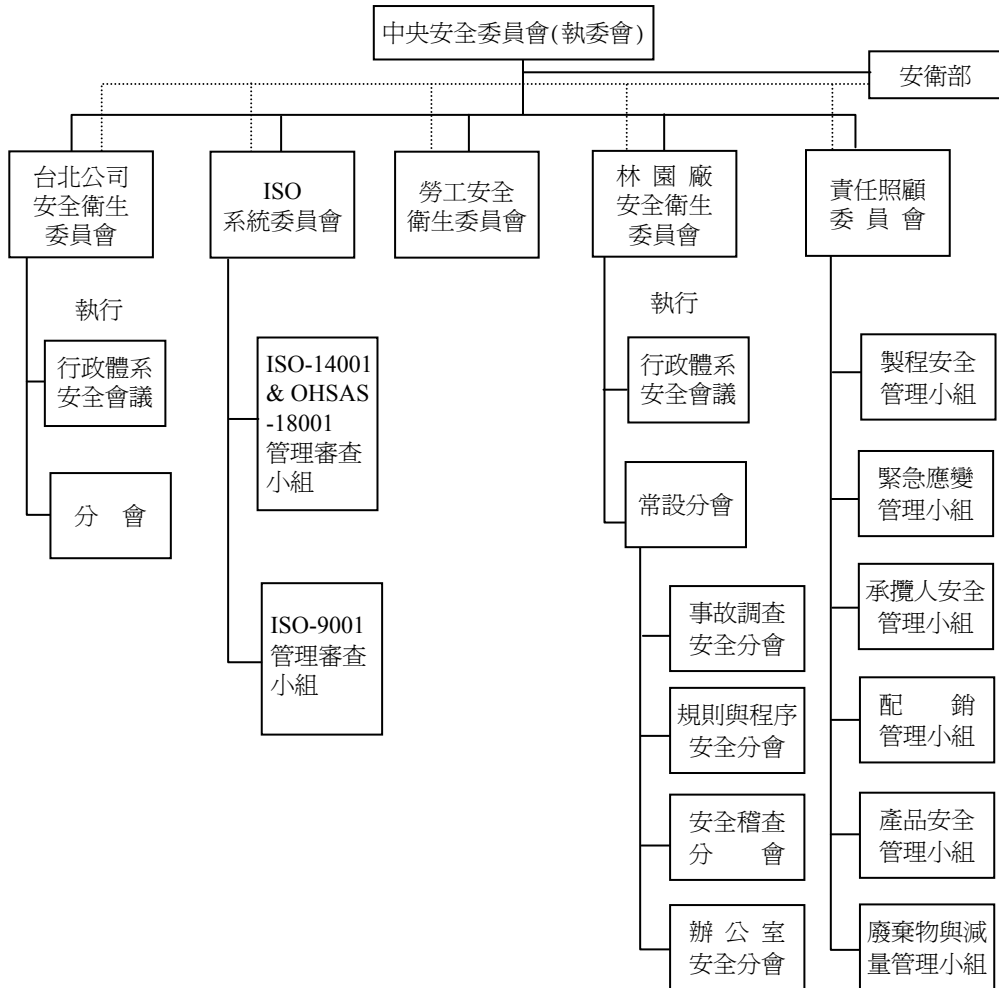 中央安全委員會(執委會)
安衛部
台北公司
安全衛生
委員會
ISO
系統委員會
勞工安全
衛生委員會
林園廠
安全衛生
委員會
責任照顧
委員會
執行
行政體系
安全會議
分會
ISO-14001
& OHSAS
-18001
管理審查
小組
ISO-9001
管理審查
小組
執行
行政體系
安全會議
常設分會
事故調查
安全分會
規則與程序
安全分會
安全稽查
分會
辦公室
安全分會
製程安全
管理小組
緊急應變
管理小組
承攬人安全
管理小組
配銷
管理小組
產品安全
管理小組
廢棄物與減
量管理小組